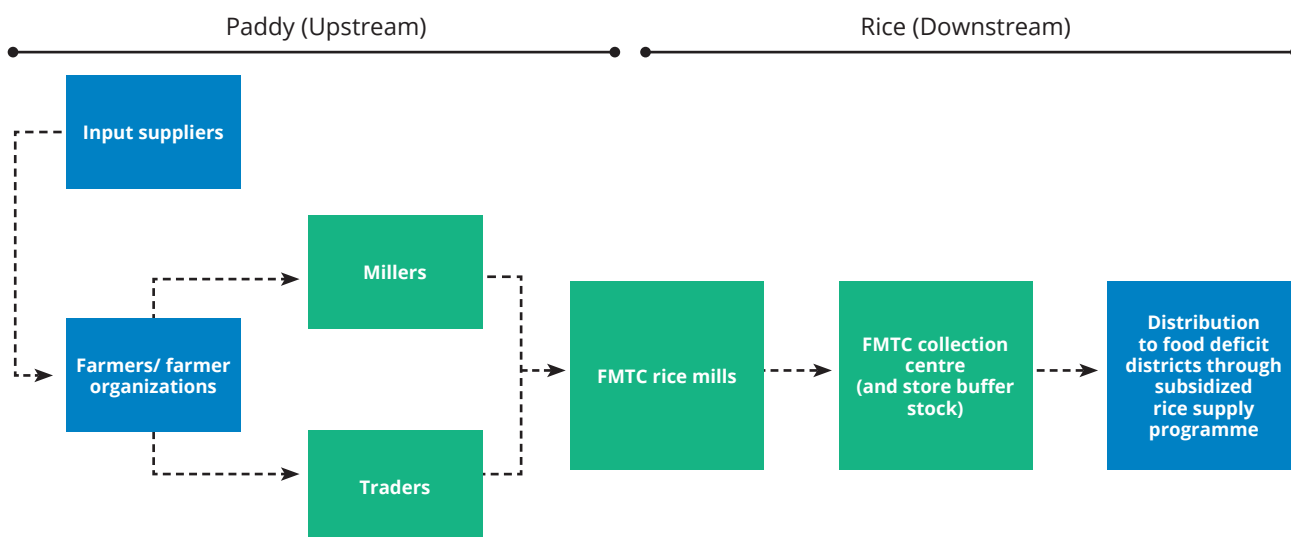 Paddy (Upstream)
Rice (Downstream)
Input suppliers
Farmers/ farmer
organizations
Millers
Traders
FMTC rice mills
FMTC collection
centre
(and store buffer
stock)
Distribution
to food deficit
districts through
subsidized
rice supply
programme